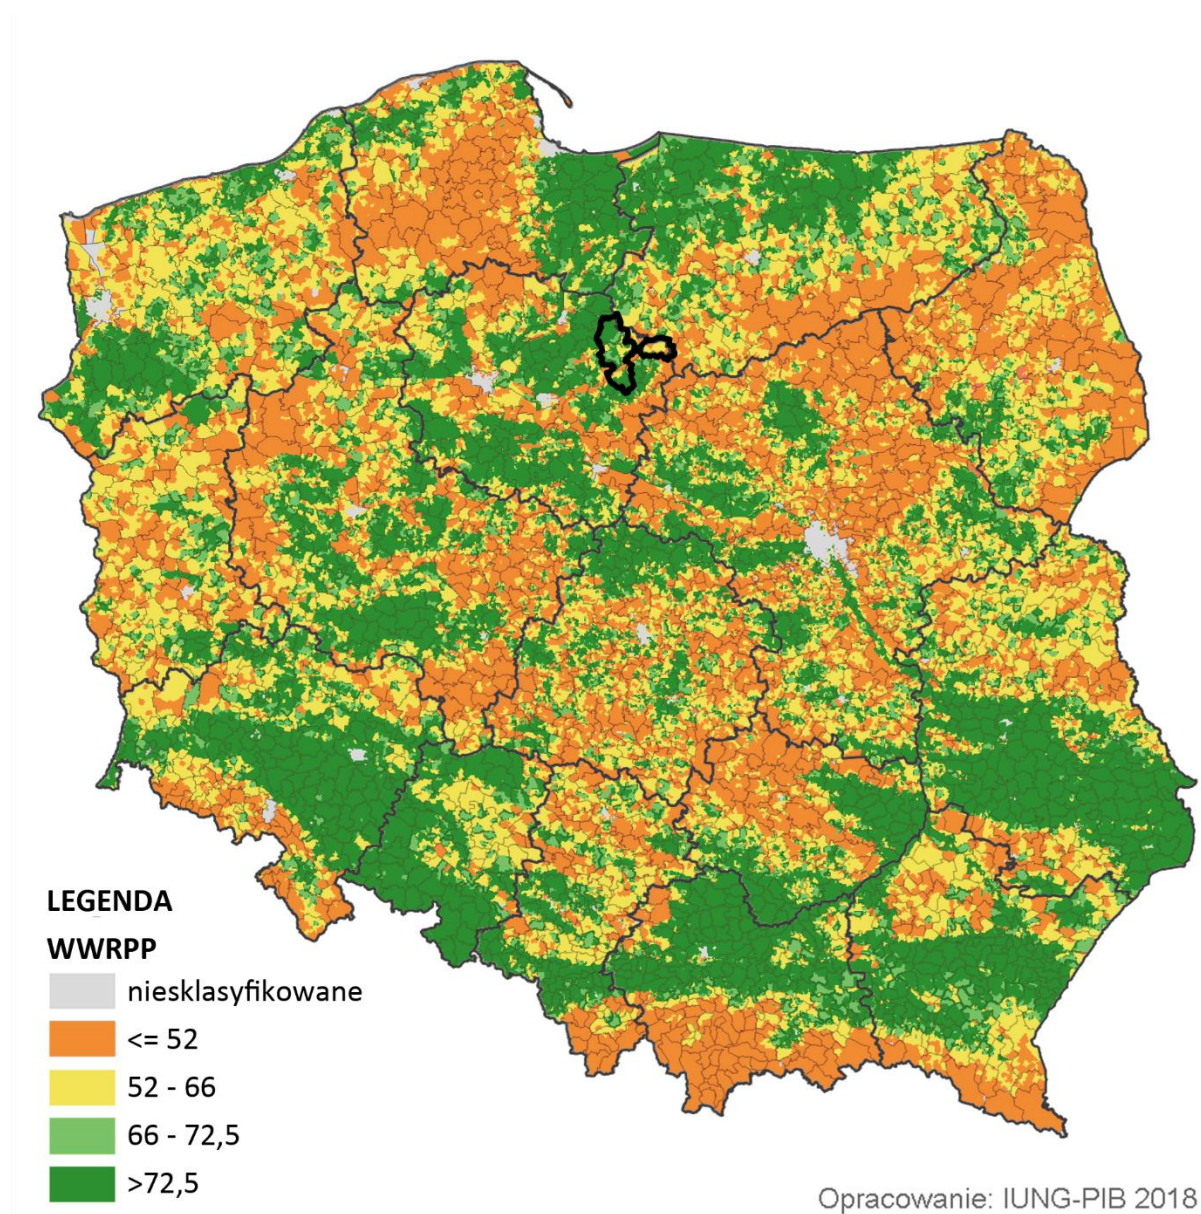 LEGENDA
WWRPP
niesklasyfikowane
<= 52
52 - 66
66 - 72,5
>72,5
Opracowanie: IUNG-PIB 2018